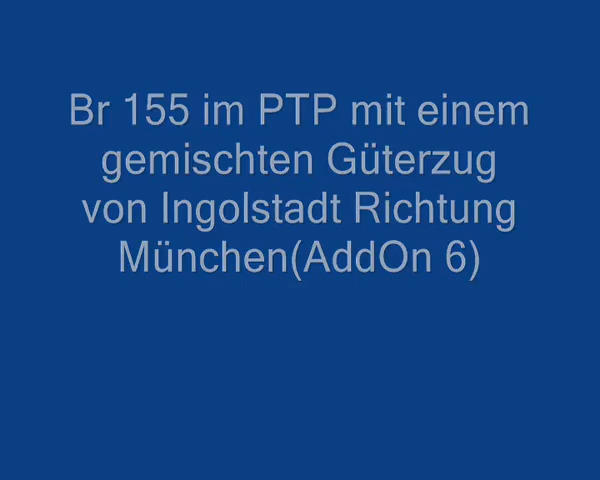 Br 155 im PTP mit einem
gemischten Güterzug
von Ingolstadt Richtung
München(AddOn 6)